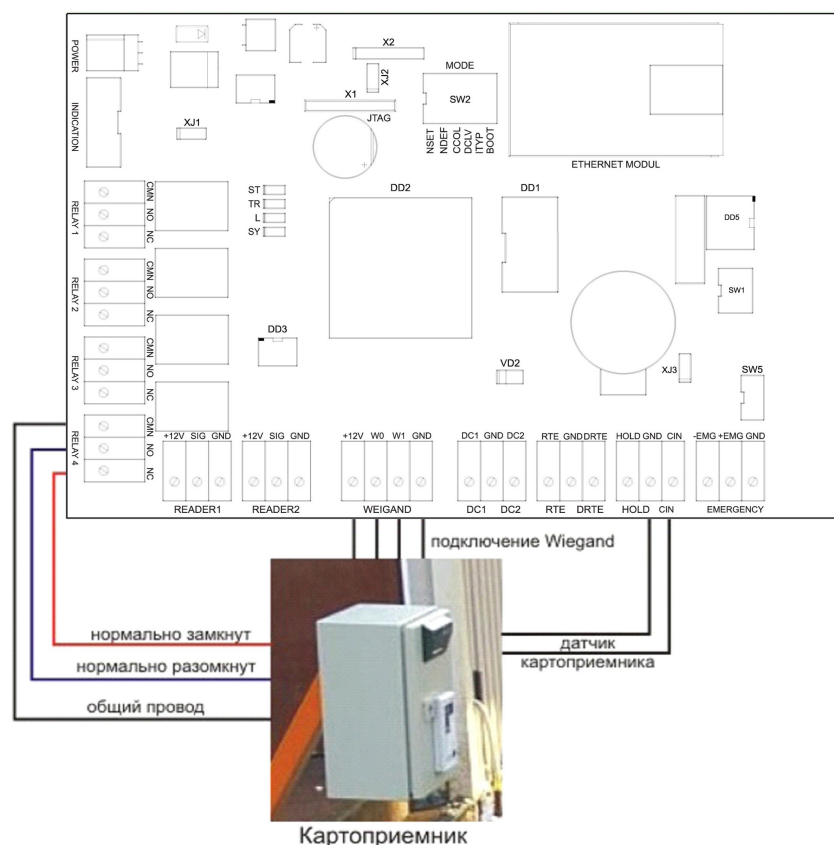 POWER
INDICATION
XJ1
X2
XJ2
X1
JTAG
MODE
SW2
NSET
NDEF
CCOL
DCLV
ITYP
BOOT
ETHERNET MODUL
RELAY 1
CMN
NO
NC
RELAY 2
CMN
NO
NC
RELAY 3
CMN
NO
NC
RELAY 4
CMN
NO
NC
ST
TR
L
SY
DD2
DD1
DD5
SW1
DD3
VD2
XJ3
SW5
+12V SIG GND
READER1
+12V SIG GND
READER2
+12V W0 W1 GND
WEIGAND
DC1 GND DC2
DC1 DC2
RTE GND DRTE
RTE DRTE
HOLD GND CIN
HOLD CIN
-EMG +EMG GND
EMERGENCY
подключение Wiegand
нормально замкнут
нормально разомкнут
общий провод
датчик
картоприемника
Картоприемник